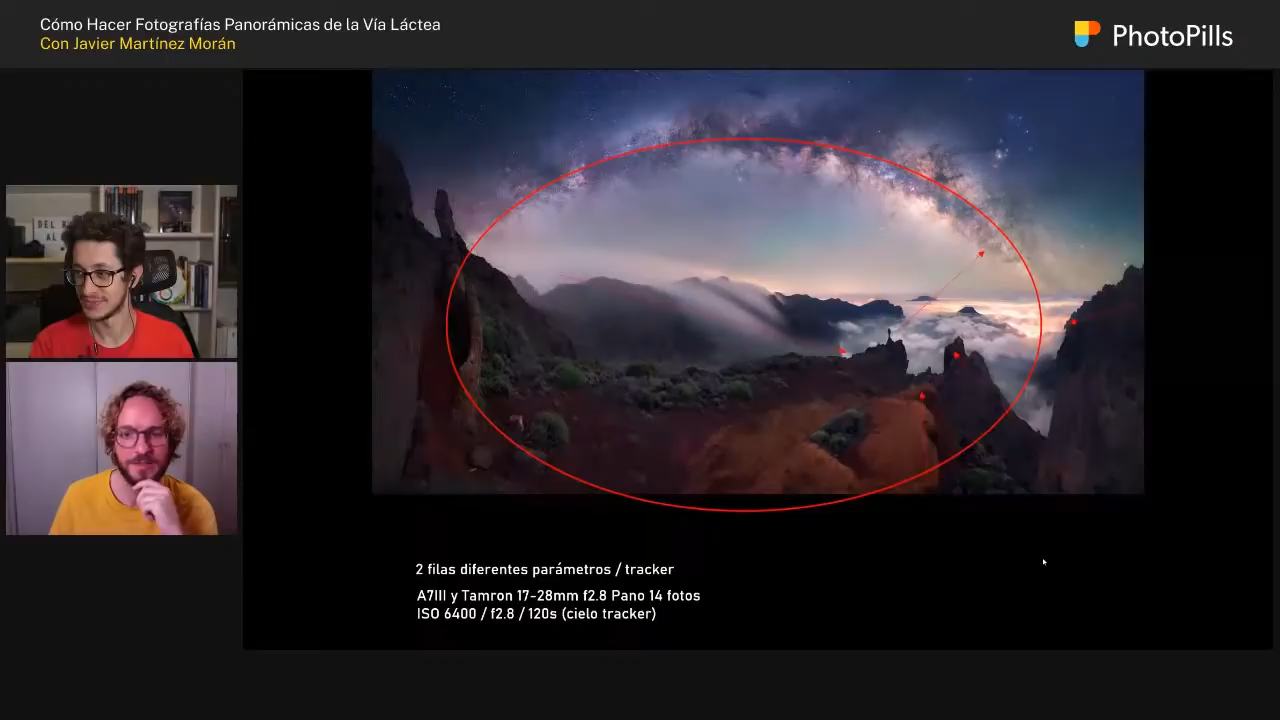 Cómo Hacer Fotografías Panorámicas de la Vía Láctea
Con Javier Martínez Morán
PhotoPills
2 filas diferentes parámetros / tracker
A7III y Tamron 17-28mm f2.8 Pano 14 fotos
ISO 6400 / f2.8 / 120s (cielo tracker)